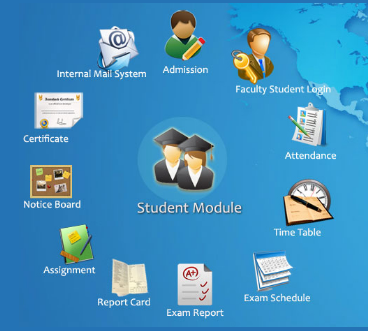 Internal Mail System
Admission
Faculty Student Login
Certificate
Attendance
Notice Board
Student Module
Time Table
Assignment
Report Card
Exam Report
Exam Schedule
A+